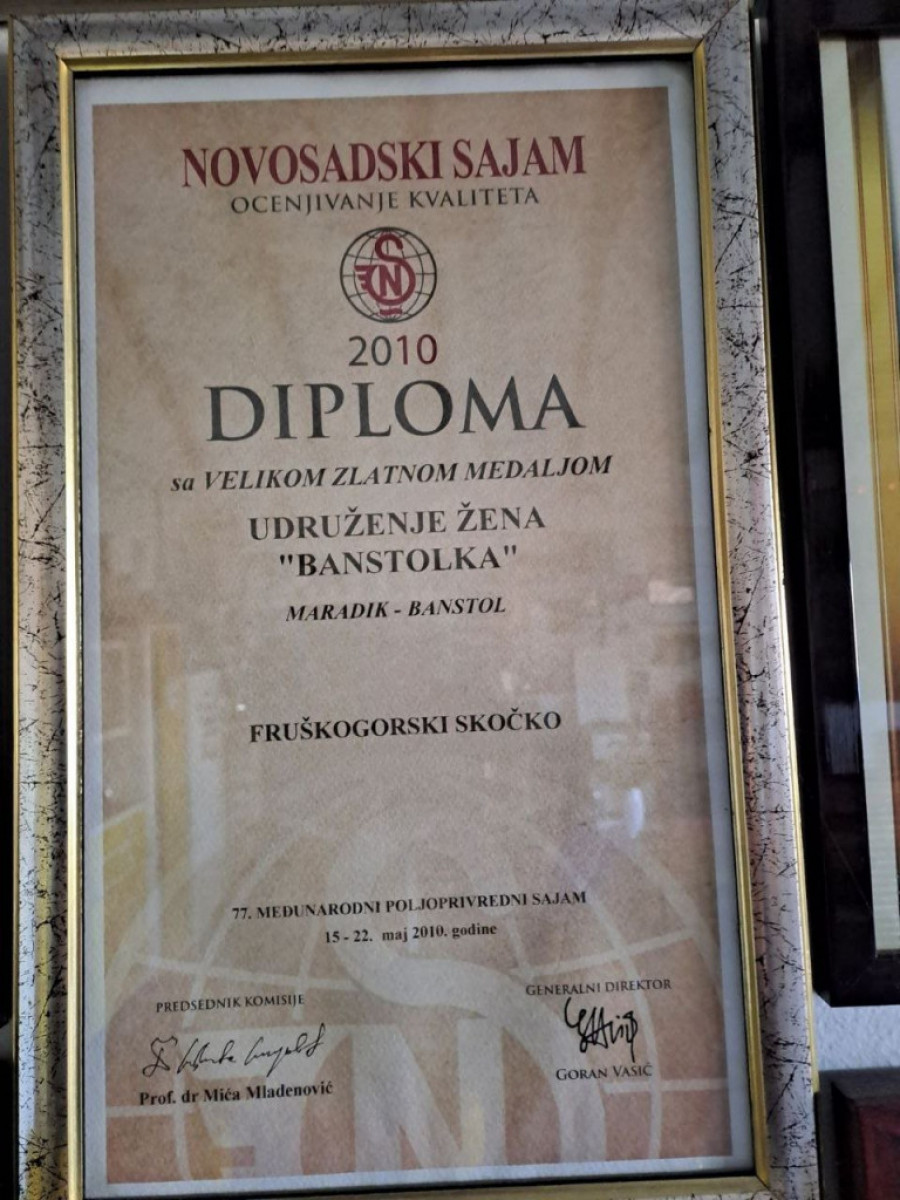 NOVOSADSKI SAJAM
OCENJIVANJE KVALITETA
2010
DIPLOMA
sa VELIKOM ZLATNOM MEDALJOM
UDRUŽENJE ŽENA
"BANSTOLKA"
MARADIK - BANSTOL
FRUŠKOGORSKI SKOČKO
77. MEĐUNARODNI POLJOPRIVREDNI SAJAM
15 - 22. maj 2010. godine
PREDSEDNIK KOMISIJE
Prof. dr Mića Mladenović
GENERALNI DIREKTOR
GORAN VASIĆ